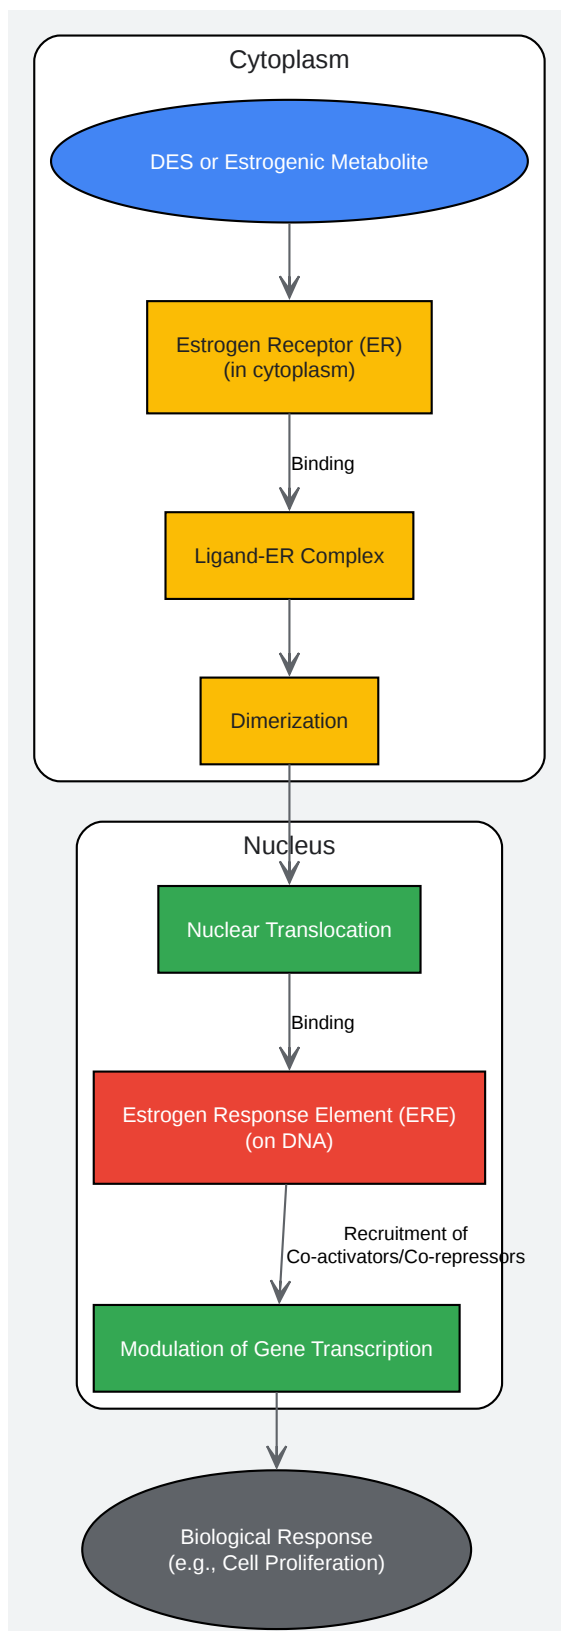 Cytoplasm
DES or Estrogenic Metabolite
Estrogen Receptor (ER)
(in cytoplasm)
Binding
Ligand-ER Complex
Dimerization
Nucleus
Nuclear Translocation
Binding
Estrogen Response Element (ERE)
(on DNA)
Recruitment of
Co-activators/Co-repressors
Modulation of Gene Transcription
Biological Response
(e.g., Cell Proliferation)